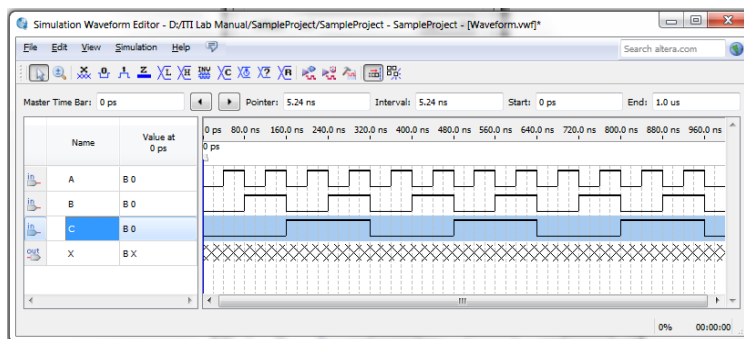 Simulation Waveform Editor - D:/ITI Lab Manual/SampleProject/SampleProject - SampleProject - [Waveform.vwf]*
File Edit View Simulation Help
Search altera.com
Master Time Bar: 0 ps Pointer: 5.24 ns Interval: 5.24 ns Start: 0 ps End: 1.0 us
Name Value at 0 ps
0 ps 80.0 ns 160.0 ns 240.0 ns 320.0 ns 400.0 ns 480.0 ns 560.0 ns 640.0 ns 720.0 ns 800.0 ns 880.0 ns 960.0 ns
0 ps
in A B 0
in B B 0
in C B 0
out X B X
0% 00:00:00